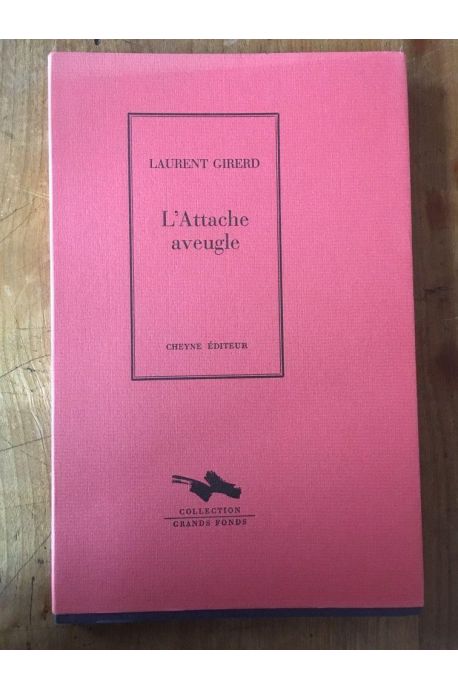 LAURENT GIRERD
L'Attache
aveugle
CHEYNE ÉDITEUR
COLLECTION
GRANDS FONDS